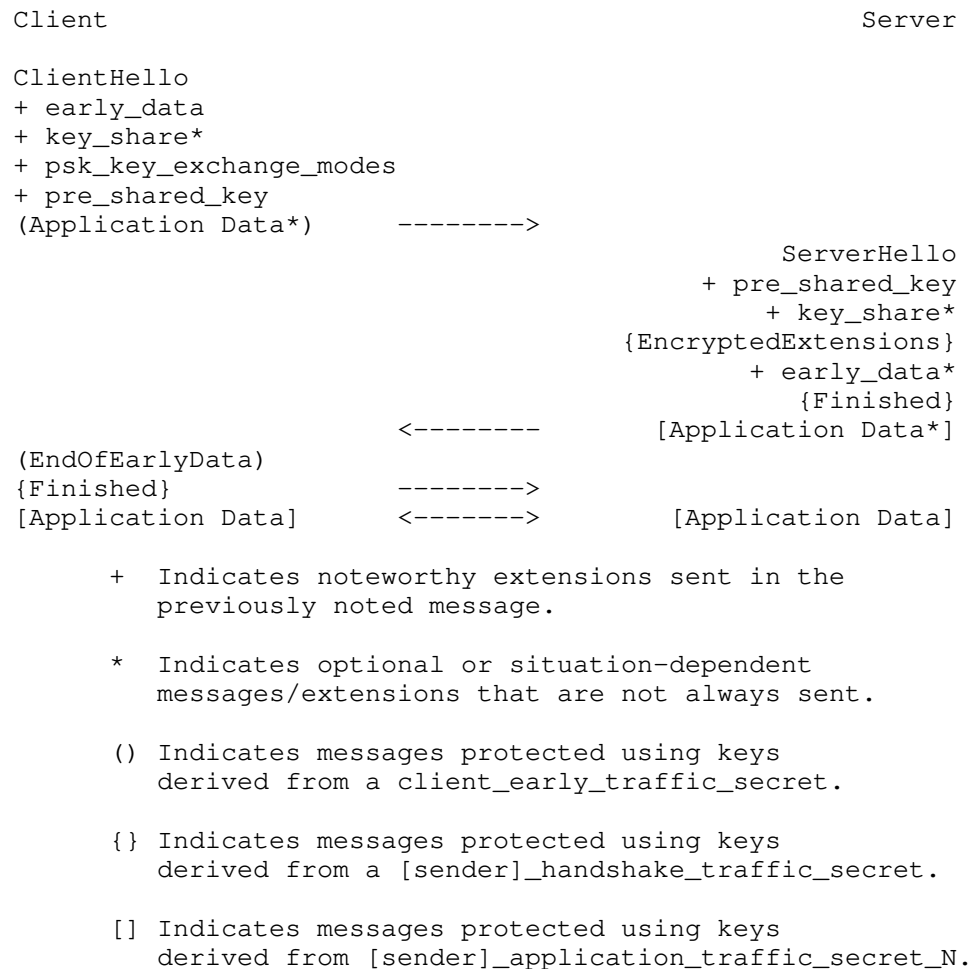 Client                                               Server

ClientHello
+ early_data
+ key_share*
+ psk_key_exchange_modes
+ pre_shared_key
(Application Data*)     -------->
                                                ServerHello
                                           + pre_shared_key
                                               + key_share*
                                      {EncryptedExtensions}
                                              + early_data*
                                                 {Finished}
                        <--------       [Application Data*]
(EndOfEarlyData)
{Finished}              -------->
[Application Data]      <------->        [Application Data]

      +  Indicates noteworthy extensions sent in the
         previously noted message.

      *  Indicates optional or situation-dependent
         messages/extensions that are not always sent.

      () Indicates messages protected using keys
         derived from a client_early_traffic_secret.

      {} Indicates messages protected using keys
         derived from a [sender]_handshake_traffic_secret.

      [] Indicates messages protected using keys
         derived from [sender]_application_traffic_secret_N.